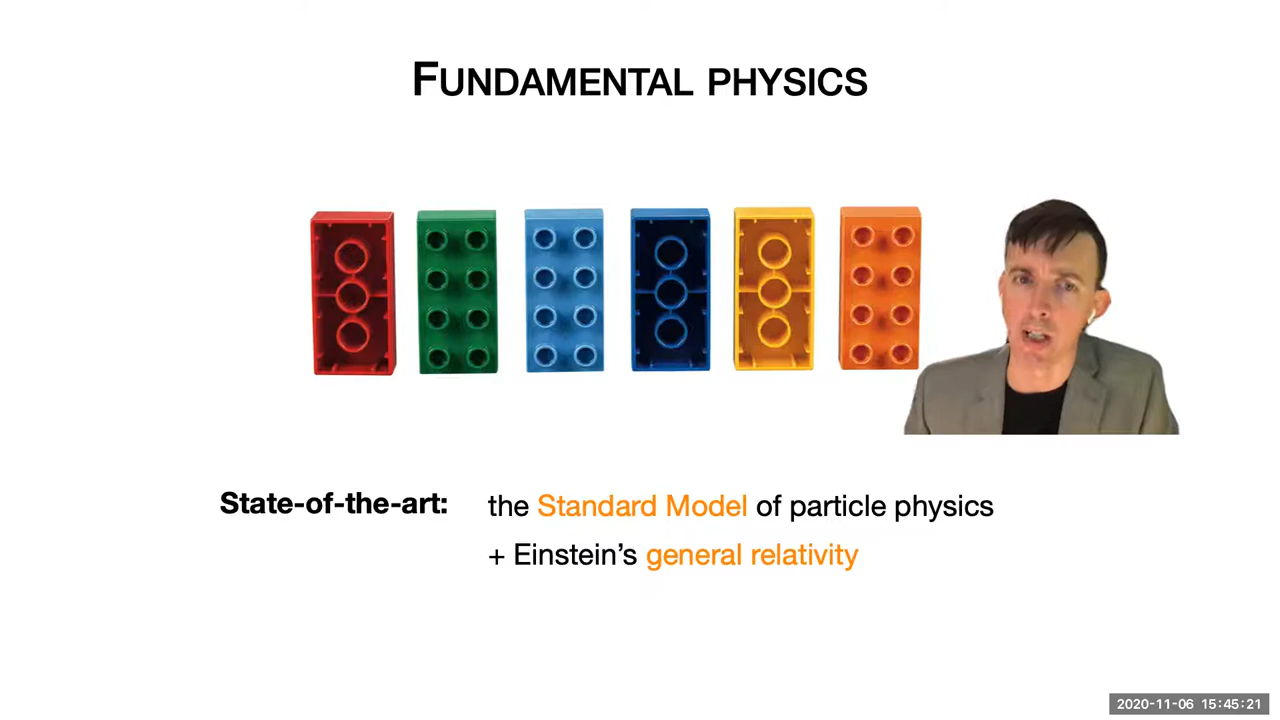 FUNDAMENTAL PHYSICS
State-of-the-art: the Standard Model of particle physics
+ Einstein’s general relativity
2020-11-06 15:45:21